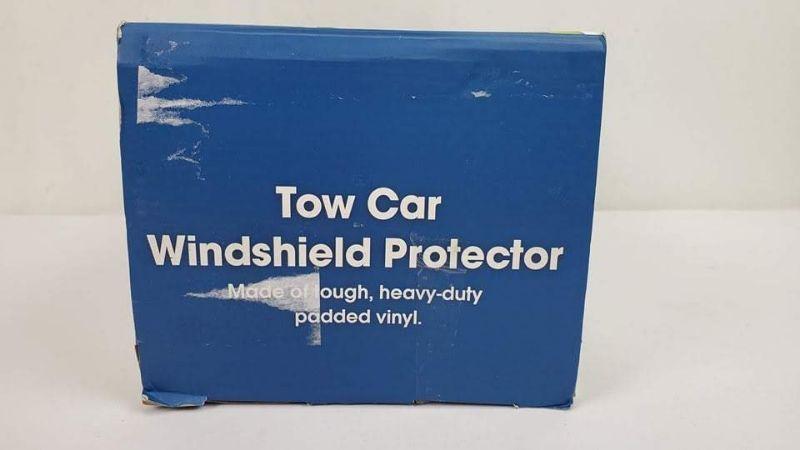 Tow Car
Windshield Protector
Made of tough, heavy-duty
padded vinyl.